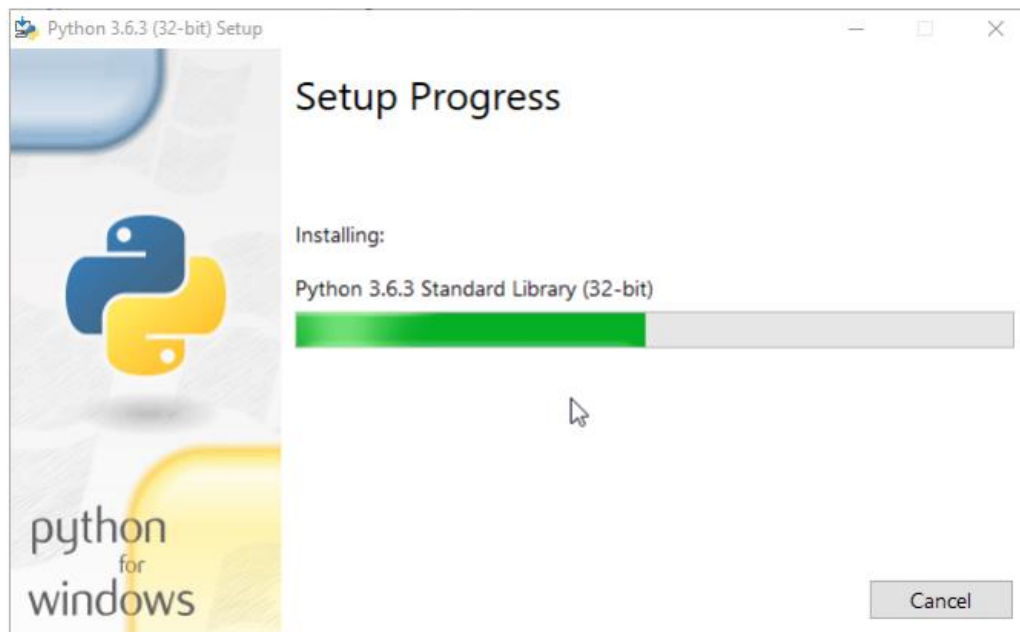 Python 3.6.3 (32-bit) Setup
Setup Progress
Installing:
Python 3.6.3 Standard Library (32-bit)
python
for
windows
Cancel